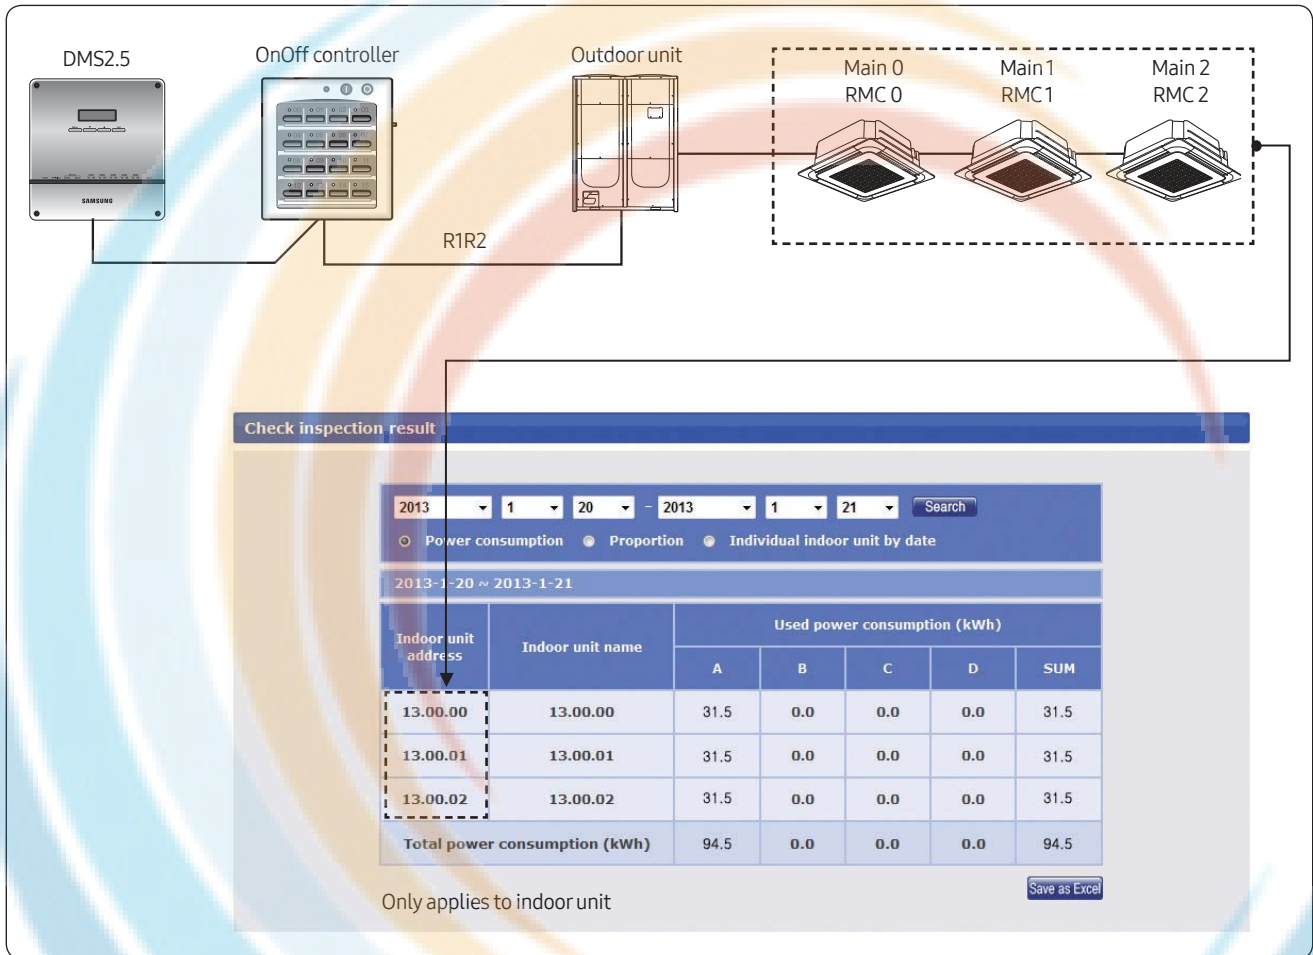 DMS2.5
OnOff controller
Outdoor unit
Main 0
RMC 0
Main 1
RMC 1
Main 2
RMC 2
SAMSUNG
R1R2
Check inspection result
2013 1 20 - 2013 1 21 Search
Power consumption Proportion Individual indoor unit by date
2013-1-20 ~ 2013-1-21
Indoor unit address Indoor unit name Used power consumption (kWh)
A B C D SUM
13.00.00 13.00.00 31.5 0.0 0.0 0.0 31.5
13.00.01 13.00.01 31.5 0.0 0.0 0.0 31.5
13.00.02 13.00.02 31.5 0.0 0.0 0.0 31.5
Total power consumption (kWh) 94.5 0.0 0.0 0.0 94.5
Save as Excel
Only applies to indoor unit